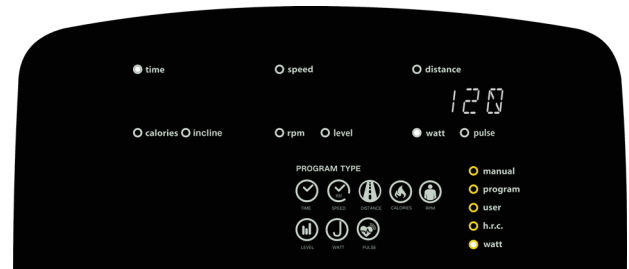 time speed distance
120
calories incline rpm level watt pulse
PROGRAM TYPE
manual
program
user
h.r.c.
watt
TIME SPEED DISTANCE CALORIES RPM
LEVEL WATT PULSE